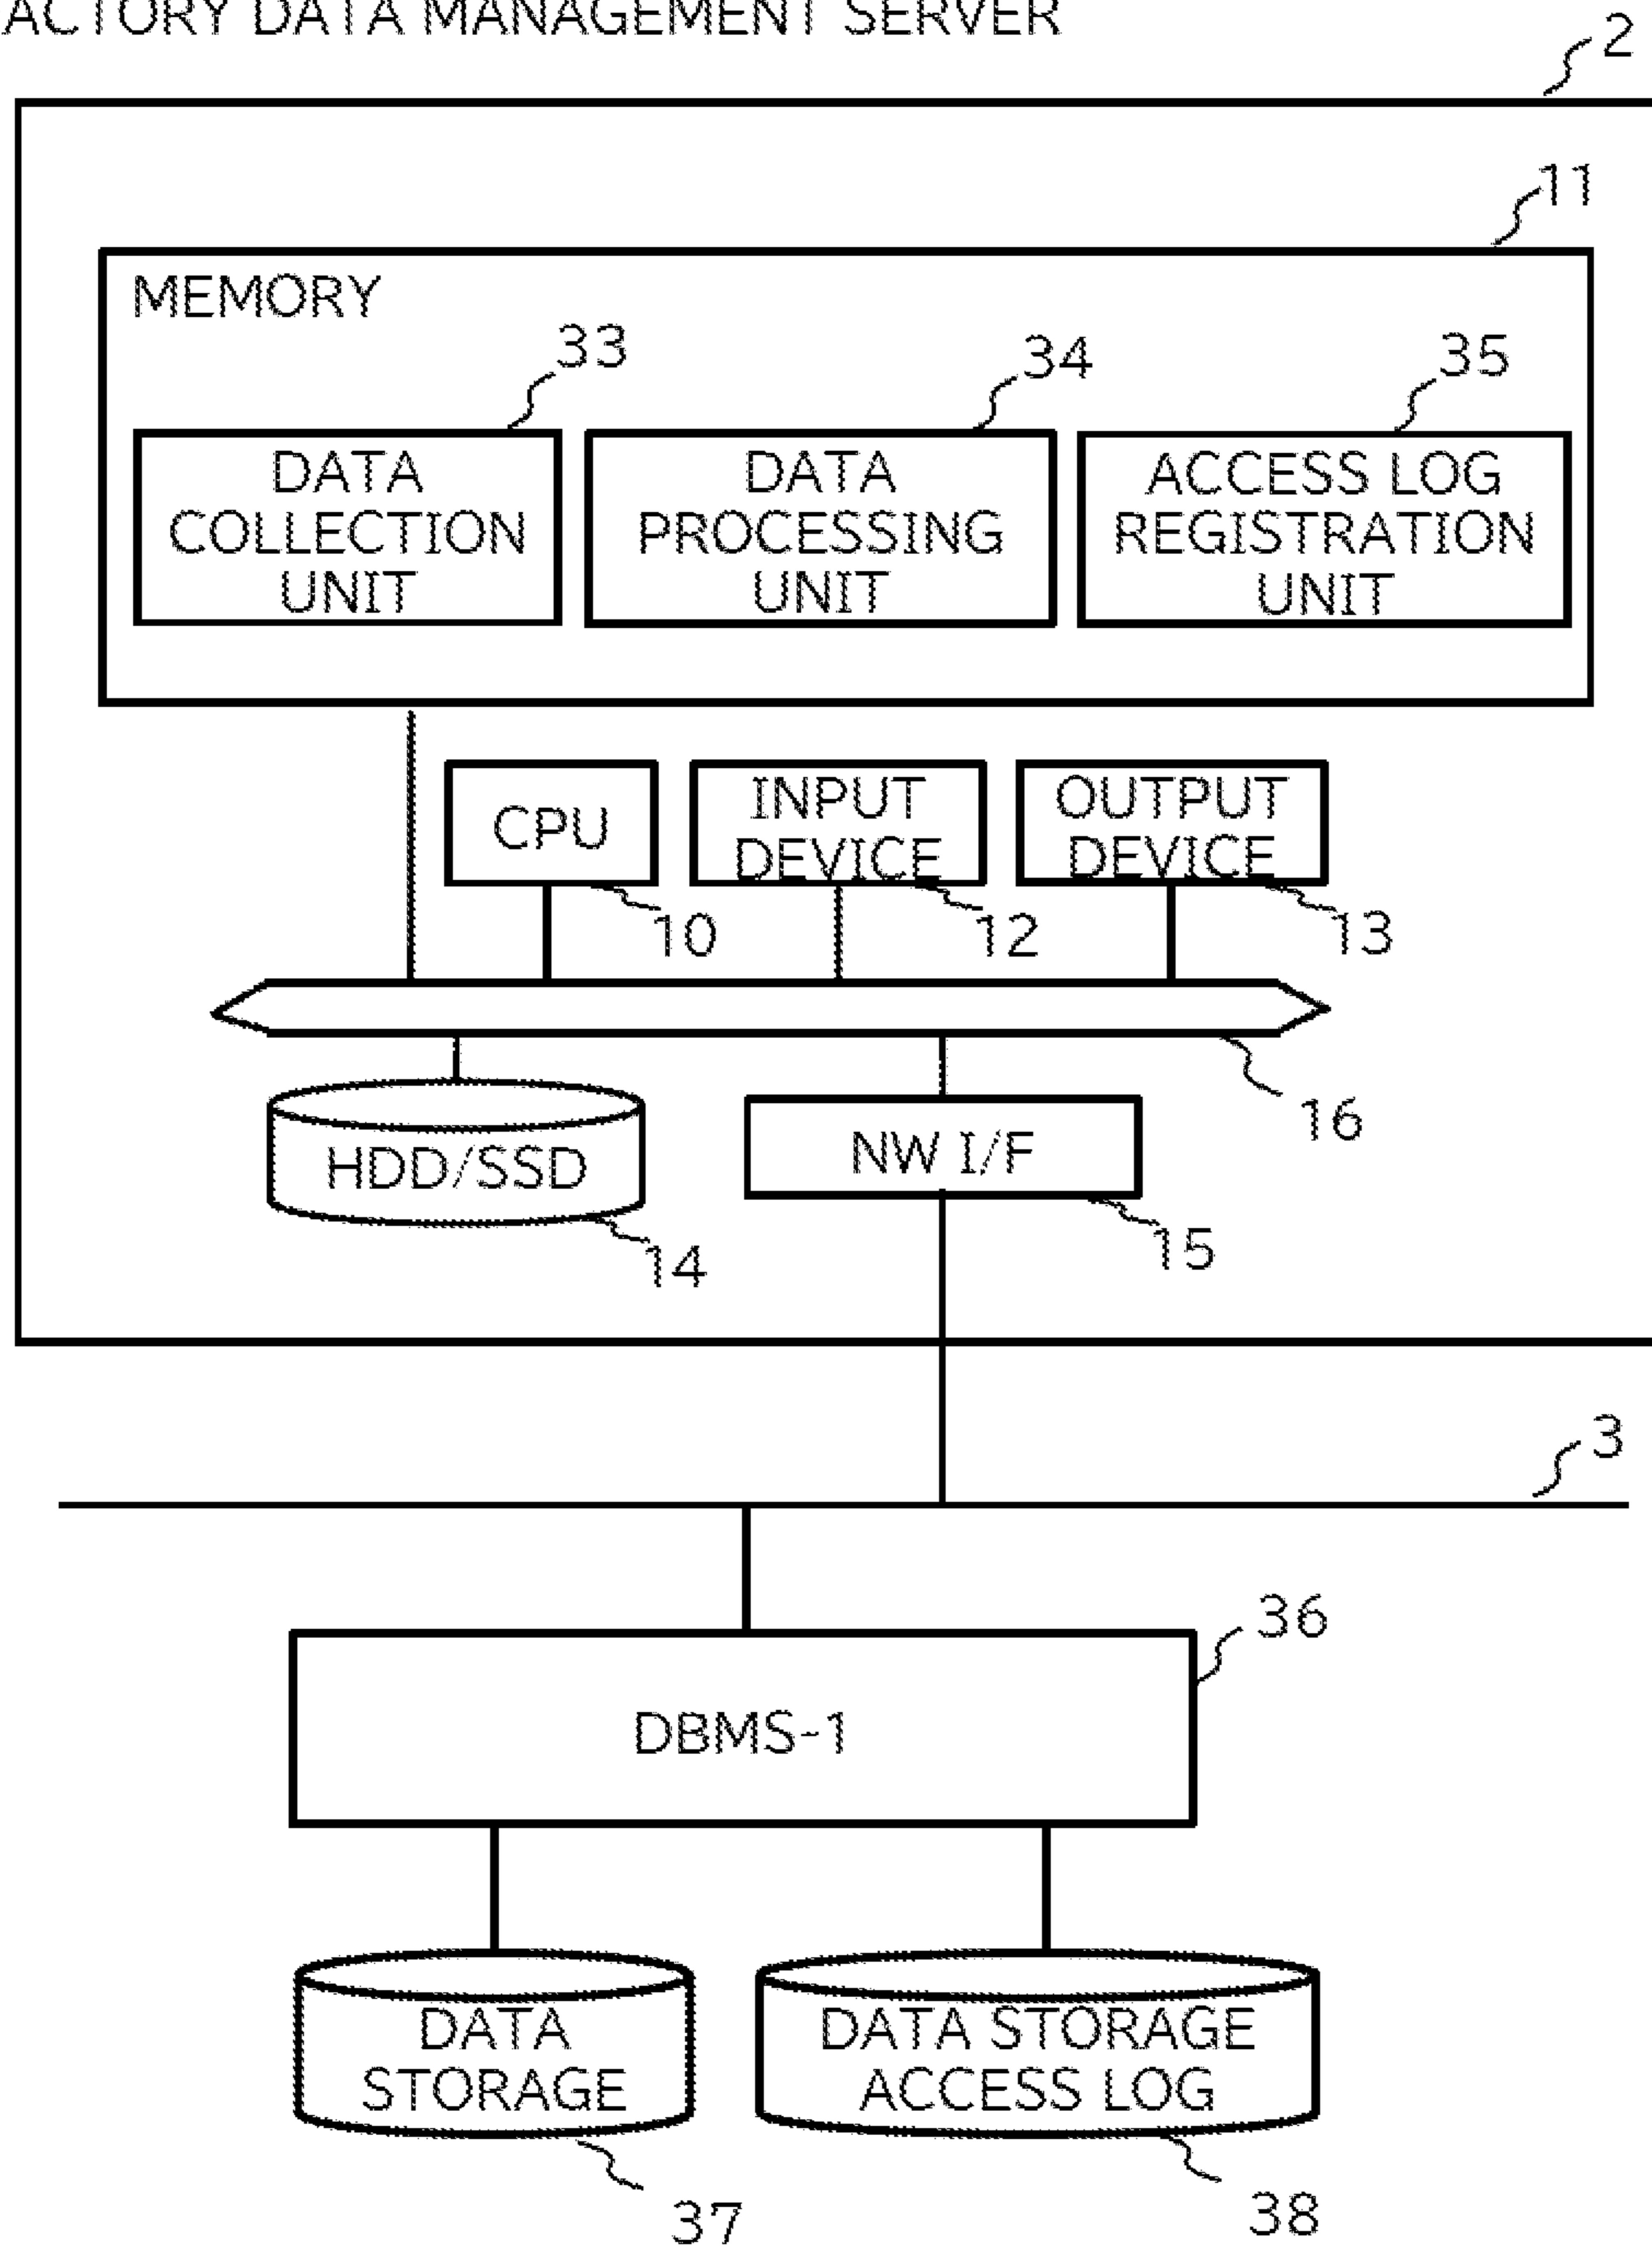 ACTORY DATA MANAGEMENT SERVER
2
11
MEMORY
33
34
35
DATA
COLLECTION
UNIT
DATA
PROCESSING
UNIT
ACCESS LOG
REGISTRATION
UNIT
CPU
INPUT
DEVICE
OUTPUT
DEVICE
10
12
13
16
HDD/SSD
NW I/F
14
15
3
36
DBMS-1
DATA
STORAGE
DATA STORAGE
ACCESS LOG
37
38